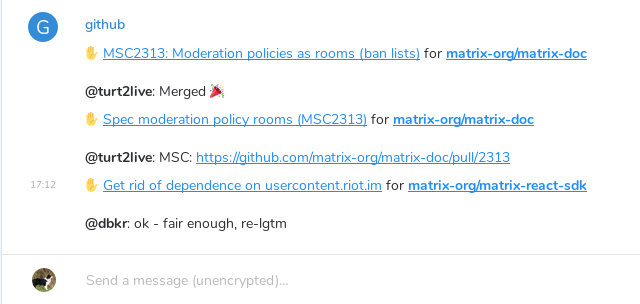 G
github
✋ MSC2313: Moderation policies as rooms (ban lists) for matrix-org/matrix-doc
@turt2live: Merged 🎉
✋ Spec moderation policy rooms (MSC2313) for matrix-org/matrix-doc
@turt2live: MSC: https://github.com/matrix-org/matrix-doc/pull/2313
17:12 ✋ Get rid of dependence on usercontent.riot.im for matrix-org/matrix-react-sdk
@dbkr: ok - fair enough, re-lgtm
Send a message (unencrypted)...